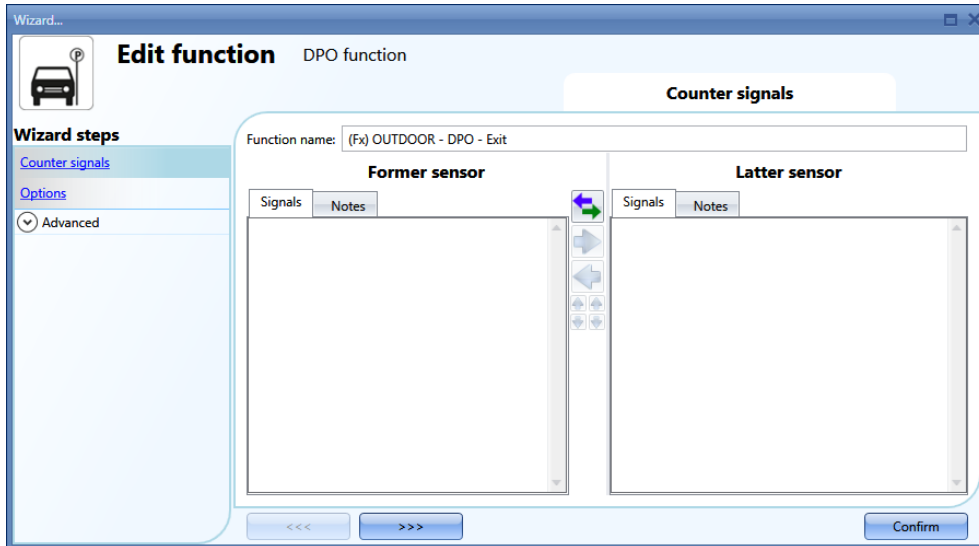 Wizard...
P
Edit function DPO function
Counter signals
Wizard steps
Counter signals
Options
Advanced
Function name: (Fx) OUTDOOR - DPO - Exit
Former sensor
Latter sensor
Signals Notes
Signals Notes
<<< >>> Confirm